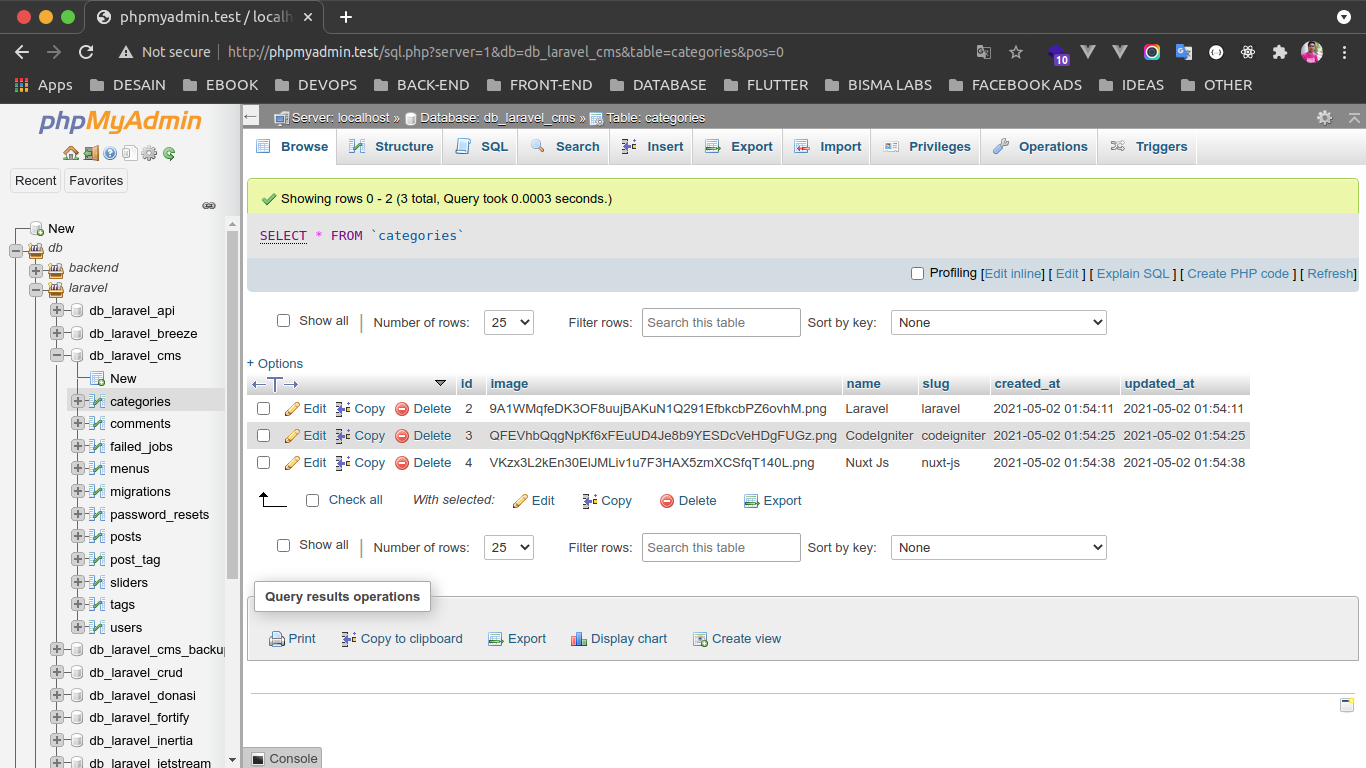 phpmyadmin.test / localh
Not secure | http://phpmyadmin.test/sql.php?server=1&db=db_laravel_cms&table=categories&pos=0
10
Apps DESAIN EBOOK DEVOPS BACK-END FRONT-END DATABASE FLUTTER BISMA LABS FACEBOOK ADS IDEAS OTHER
phpMyAdmin
Recent Favorites
New
db
backend
laravel
db_laravel_api
db_laravel_breeze
db_laravel_cms
New
categories
comments
failed_jobs
menus
migrations
password_resets
posts
post_tag
sliders
tags
users
db_laravel_cms_backu
db_laravel_crud
db_laravel_donasi
db_laravel_fortify
db_laravel_inertia
db_laravel_jetstream
Server: localhost » Database: db_laravel_cms » Table: categories
Browse Structure SQL Search Insert Export Import Privileges Operations Triggers
Showing rows 0 - 2 (3 total, Query took 0.0003 seconds.)
SELECT * FROM `categories`
Profiling [Edit inline] [ Edit ] [ Explain SQL ] [ Create PHP code ] [ Refresh]
Show all | Number of rows: 25 Filter rows: Search this table Sort by key: None
+ Options
id image name slug created_at updated_at
Edit Copy Delete 2 9A1WMqfeDK3OF8uujBAKuN1Q291EfbkcbPZ6ovhM.png Laravel laravel 2021-05-02 01:54:11 2021-05-02 01:54:11
Edit Copy Delete 3 QFEVhbQqgNpKf6xFEuUD4Je8b9YESDcVeHDgFUGz.png CodeIgniter codeigniter 2021-05-02 01:54:25 2021-05-02 01:54:25
Edit Copy Delete 4 VKzx3L2kEn30ElJMLiv1u7F3HAX5zmXCSfqT140L.png Nuxt Js nuxt-js 2021-05-02 01:54:38 2021-05-02 01:54:38
Check all With selected: Edit Copy Delete Export
Show all | Number of rows: 25 Filter rows: Search this table Sort by key: None
Query results operations
Print Copy to clipboard Export Display chart Create view
Console